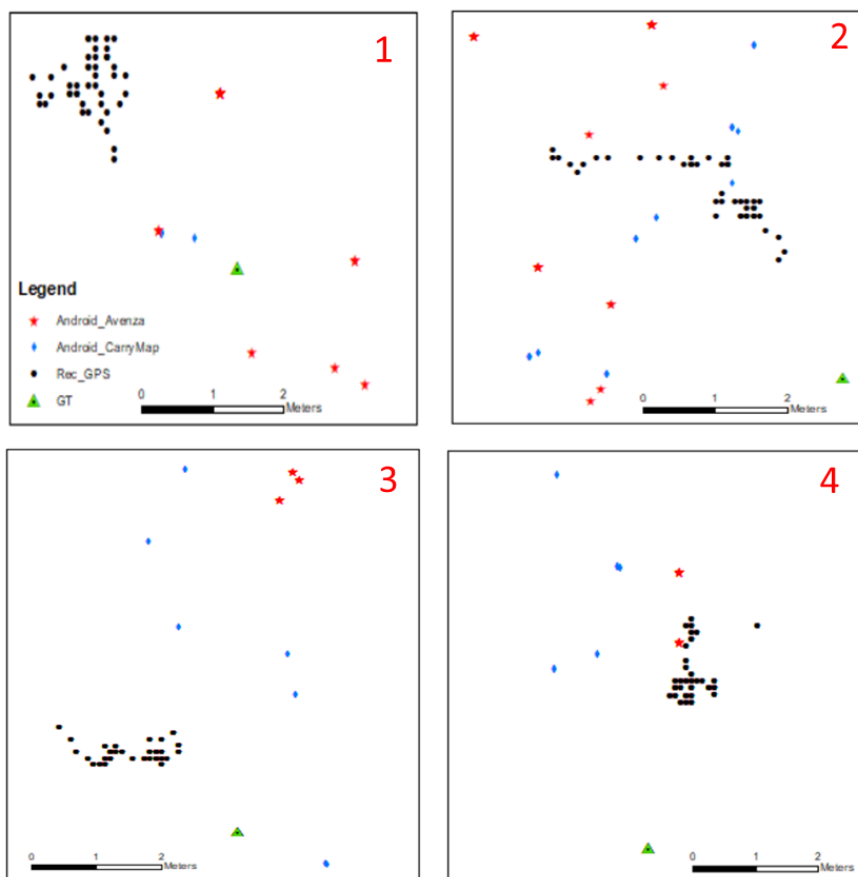 1
2
Legend
Android_Avenza
Android_CarryMap
Rec_GPS
GT
0 1 2
Meters
0 1 2
Meters
3
4
0 1 2
Meters
0 1 2
Meters